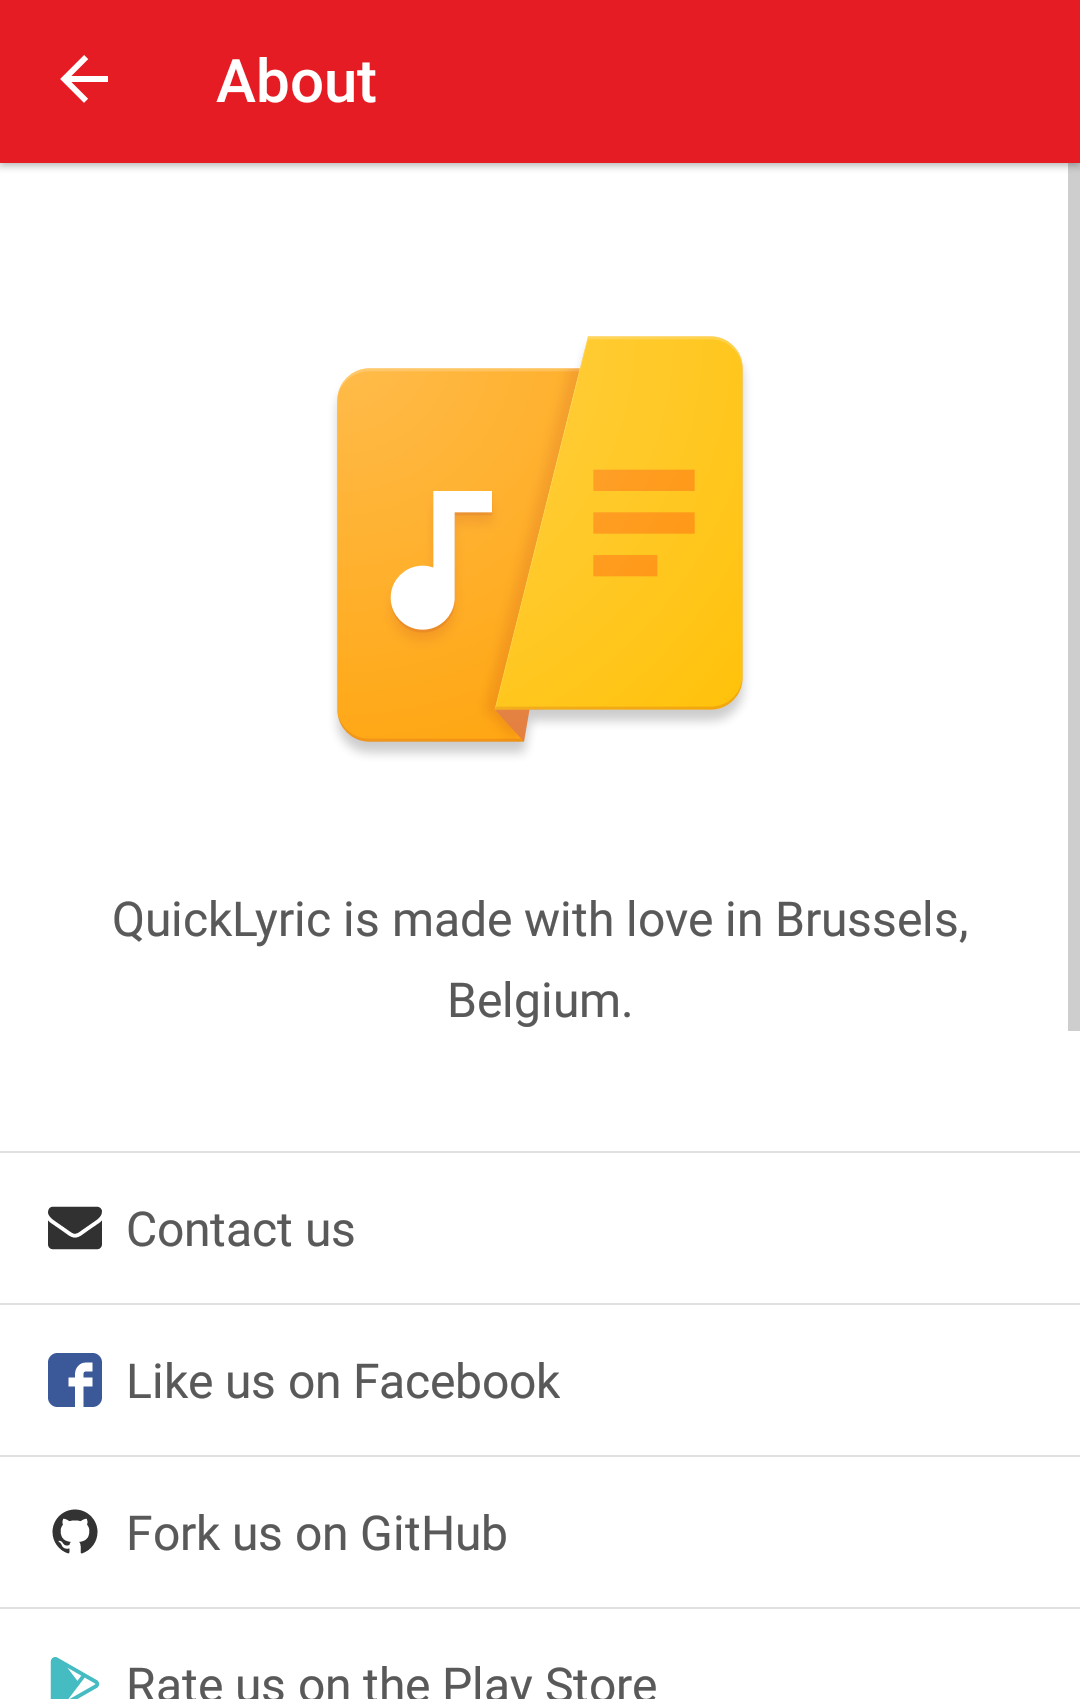 About
QuickLyric is made with love in Brussels,
Belgium.
Contact us
Like us on Facebook
Fork us on GitHub
Rate us on the Play Store